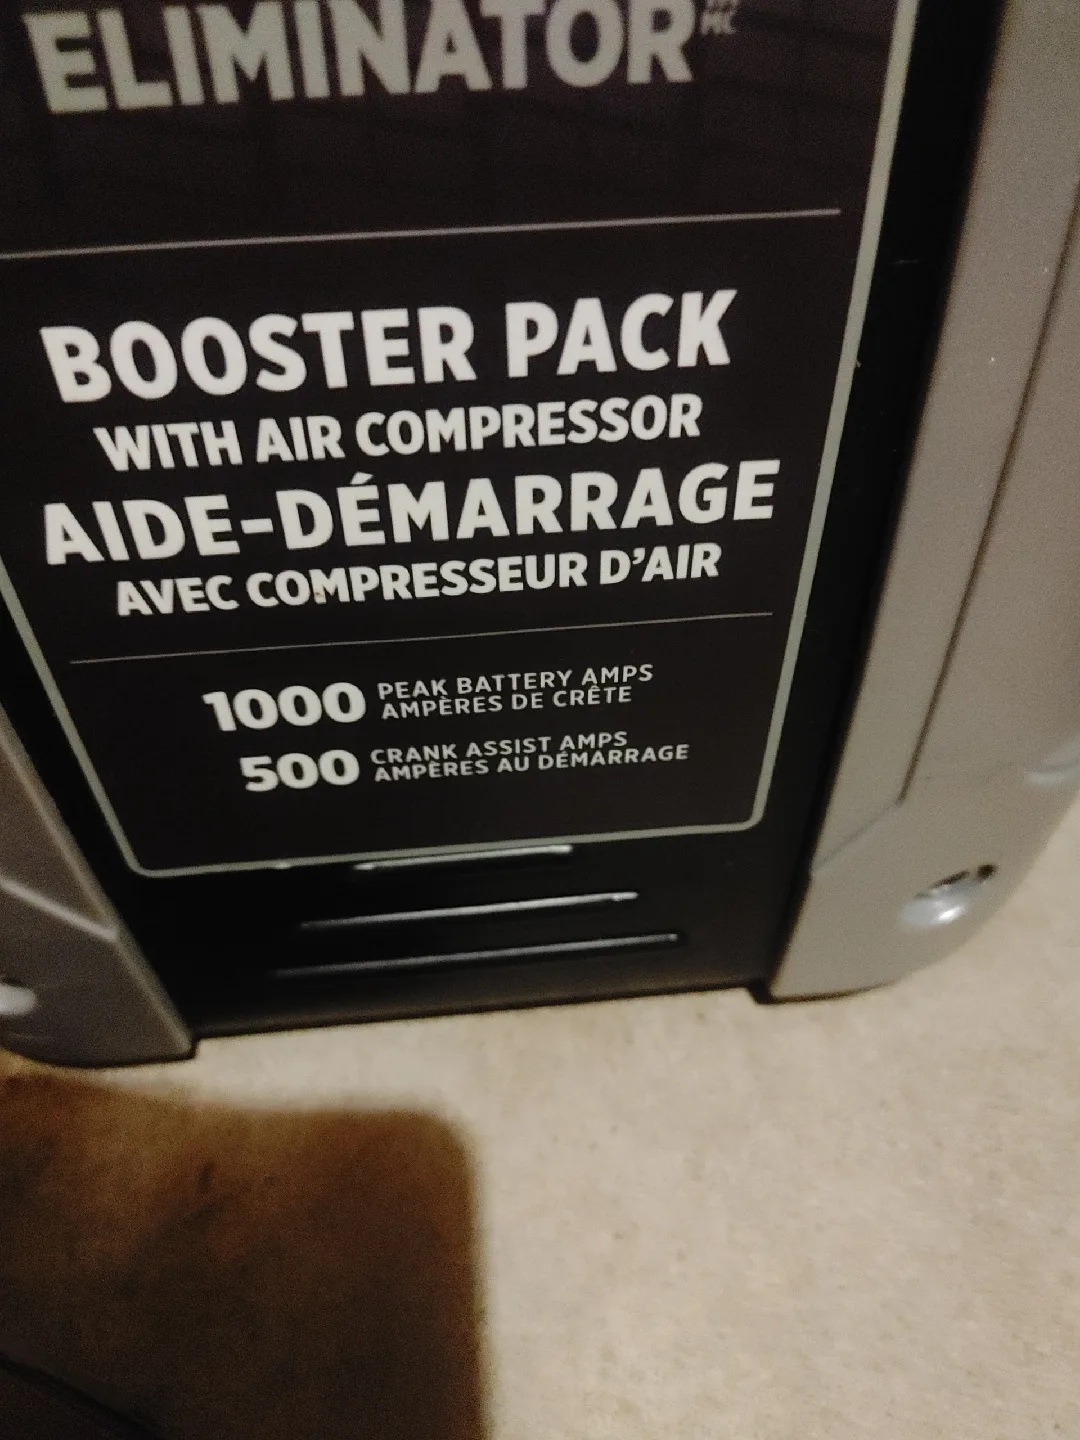 ELIMINATOR
BOOSTER PACK
WITH AIR COMPRESSOR
AIDE-DÉMARRAGE
AVEC COMPRESSEUR D'AIR
1000 PEAK BATTERY AMPS
AMPÈRES DE CRÊTE
500 CRANK ASSIST AMPS
AMPÈRES AU DÉMARRAGE